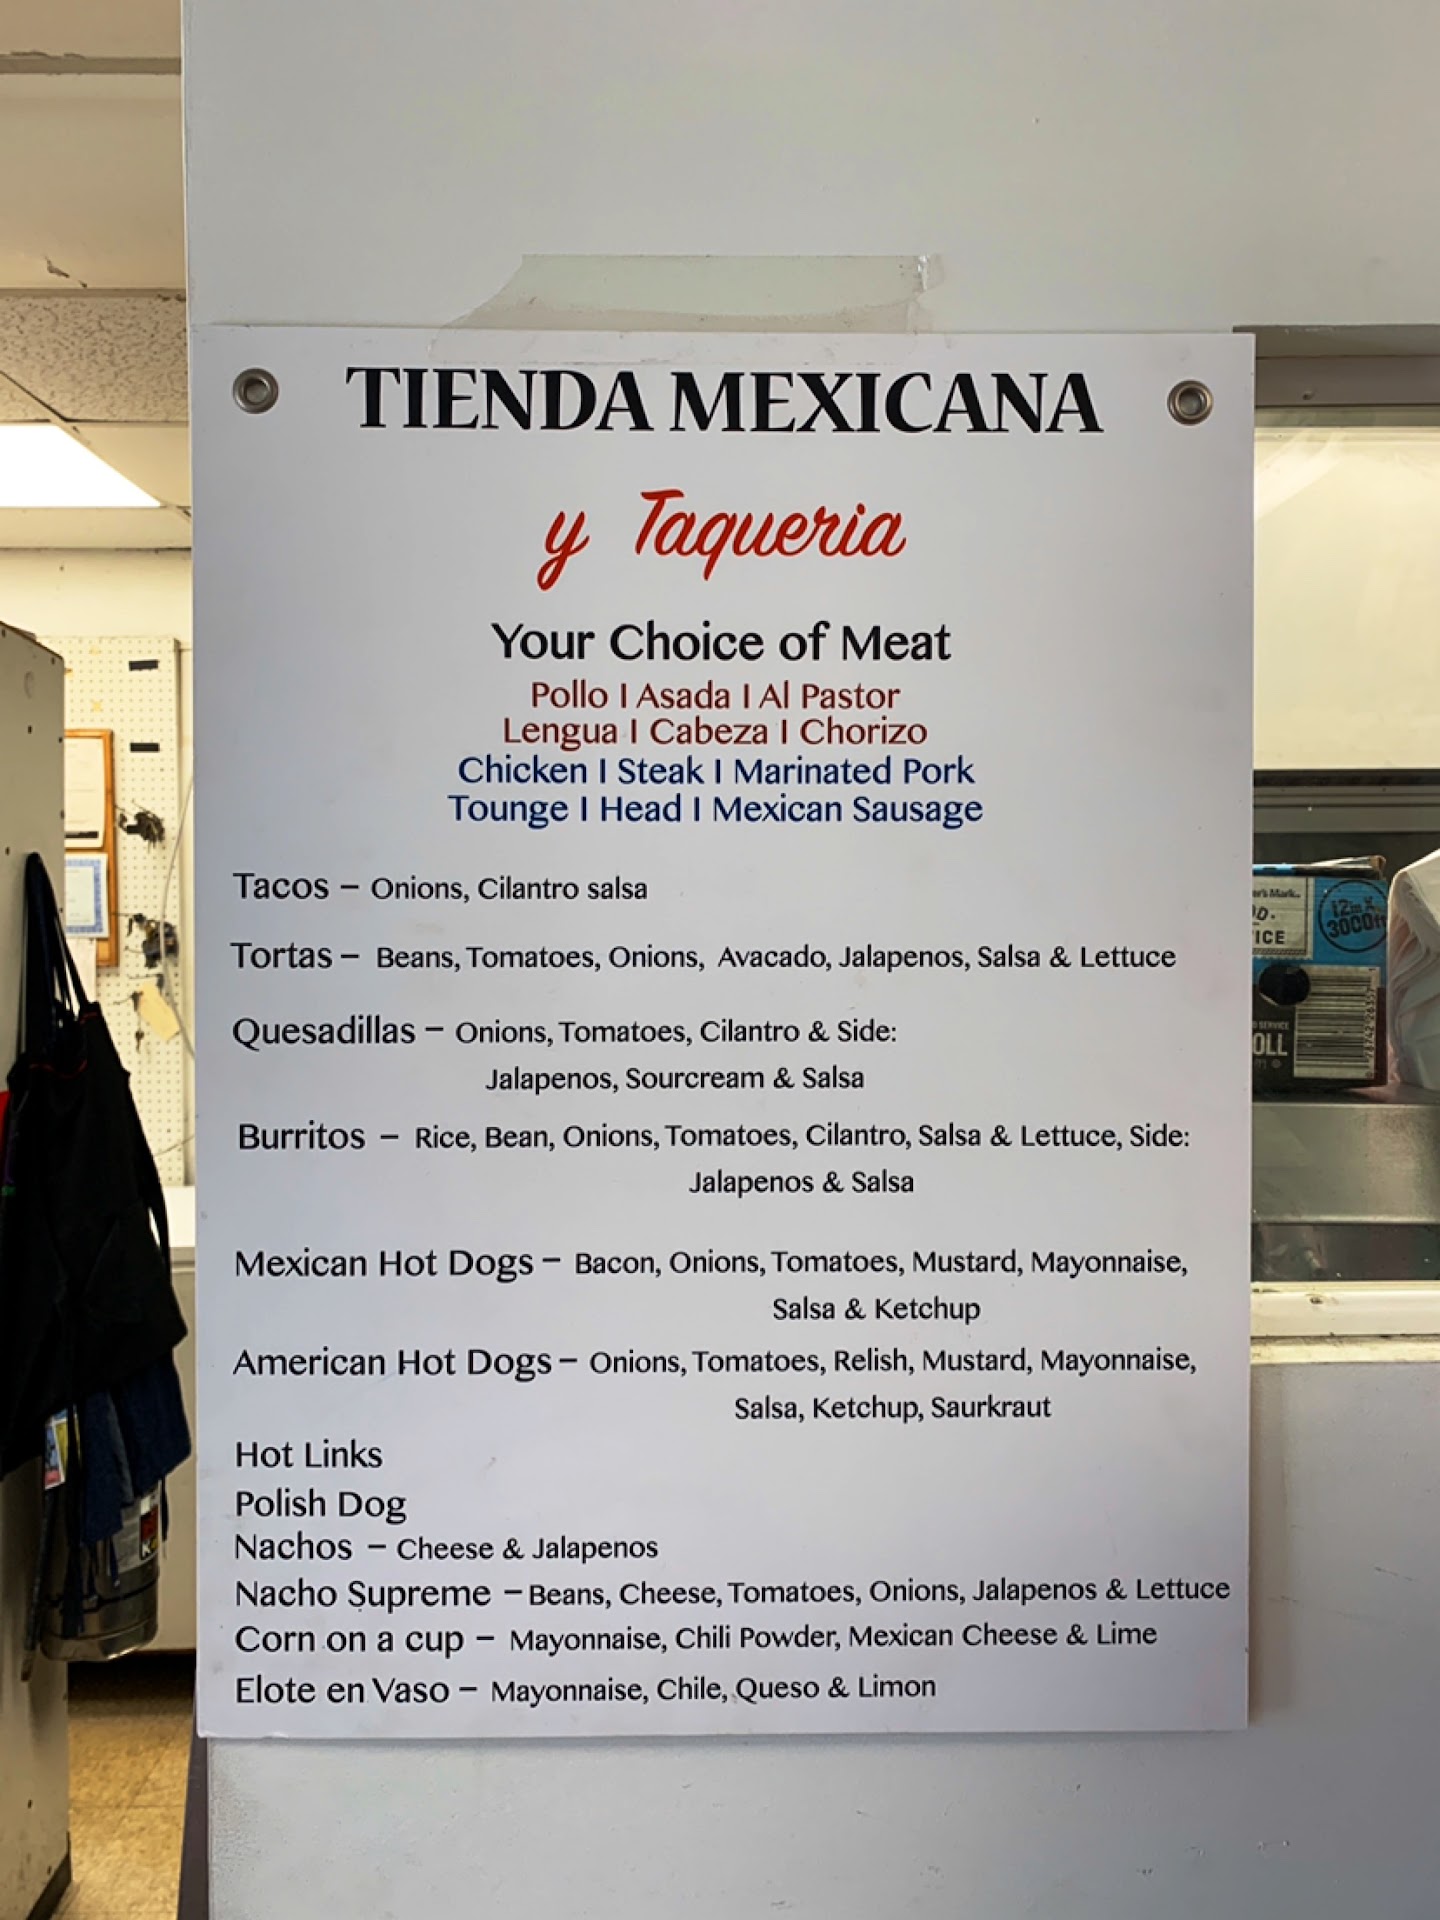 TIENDA MEXICANA
y Taqueria
Your Choice of Meat
Pollo I Asada I Al Pastor
Lengua I Cabeza I Chorizo
Chicken I Steak I Marinated Pork
Tounge I Head I Mexican Sausage
Tacos – Onions, Cilantro salsa
Tortas – Beans, Tomatoes, Onions, Avacado, Jalapenos, Salsa & Lettuce
Quesadillas – Onions, Tomatoes, Cilantro & Side:
Jalapenos, Sourcream & Salsa
Burritos – Rice, Bean, Onions, Tomatoes, Cilantro, Salsa & Lettuce, Side:
Jalapenos & Salsa
Mexican Hot Dogs – Bacon, Onions, Tomatoes, Mustard, Mayonnaise,
Salsa & Ketchup
American Hot Dogs – Onions, Tomatoes, Relish, Mustard, Mayonnaise,
Salsa, Ketchup, Saurkraut
Hot Links
Polish Dog
Nachos – Cheese & Jalapenos
Nacho Supreme – Beans, Cheese, Tomatoes, Onions, Jalapenos & Lettuce
Corn on a cup – Mayonnaise, Chili Powder, Mexican Cheese & Lime
Elote en Vaso – Mayonnaise, Chile, Queso & Limon
Mark
12in X
3000ft
ICE
OLL